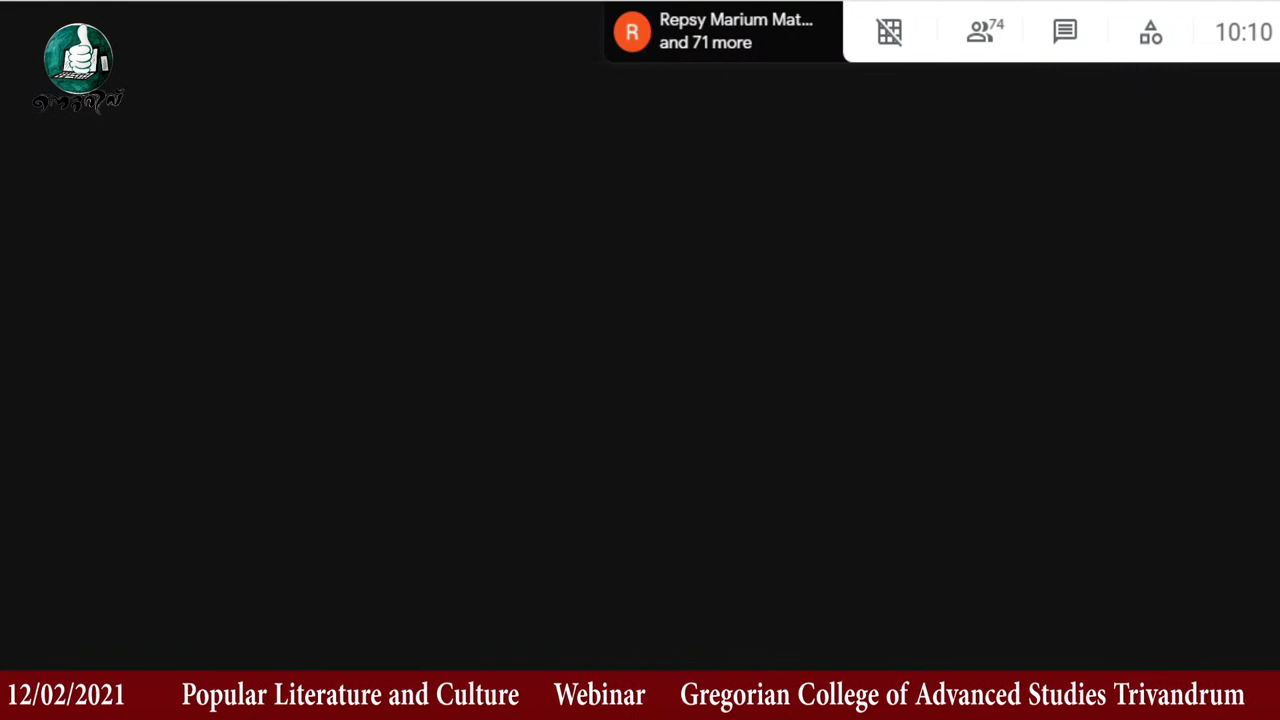 Repsy Marium Mat...
and 71 more
R
74
10:10
12/02/2021 Popular Literature and Culture Webinar Gregorian College of Advanced Studies Trivandrum